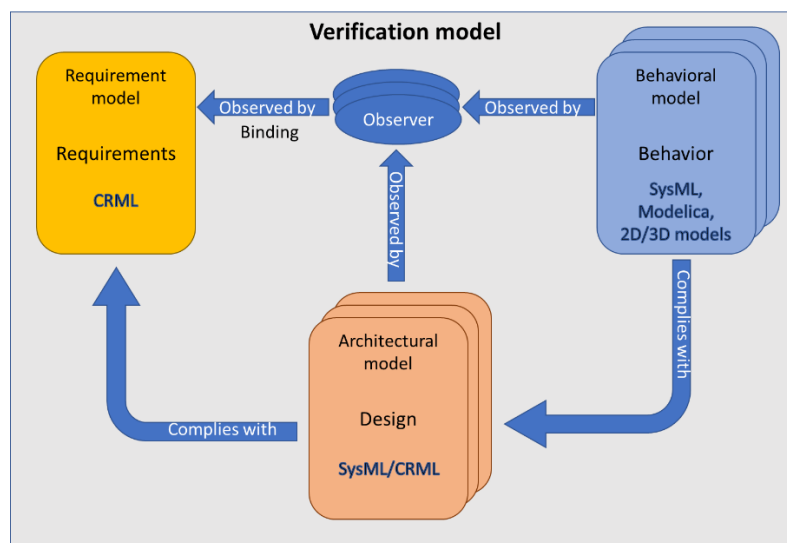 Verification model
Requirement
model
Requirements
CRML
Observed by
Binding
Observer
Observed by
Behavioral
model
Behavior
SysML,
Modelica,
2D/3D models
Observed by
Complies with
Architectural
model
Design
SysML/CRML
Complies with